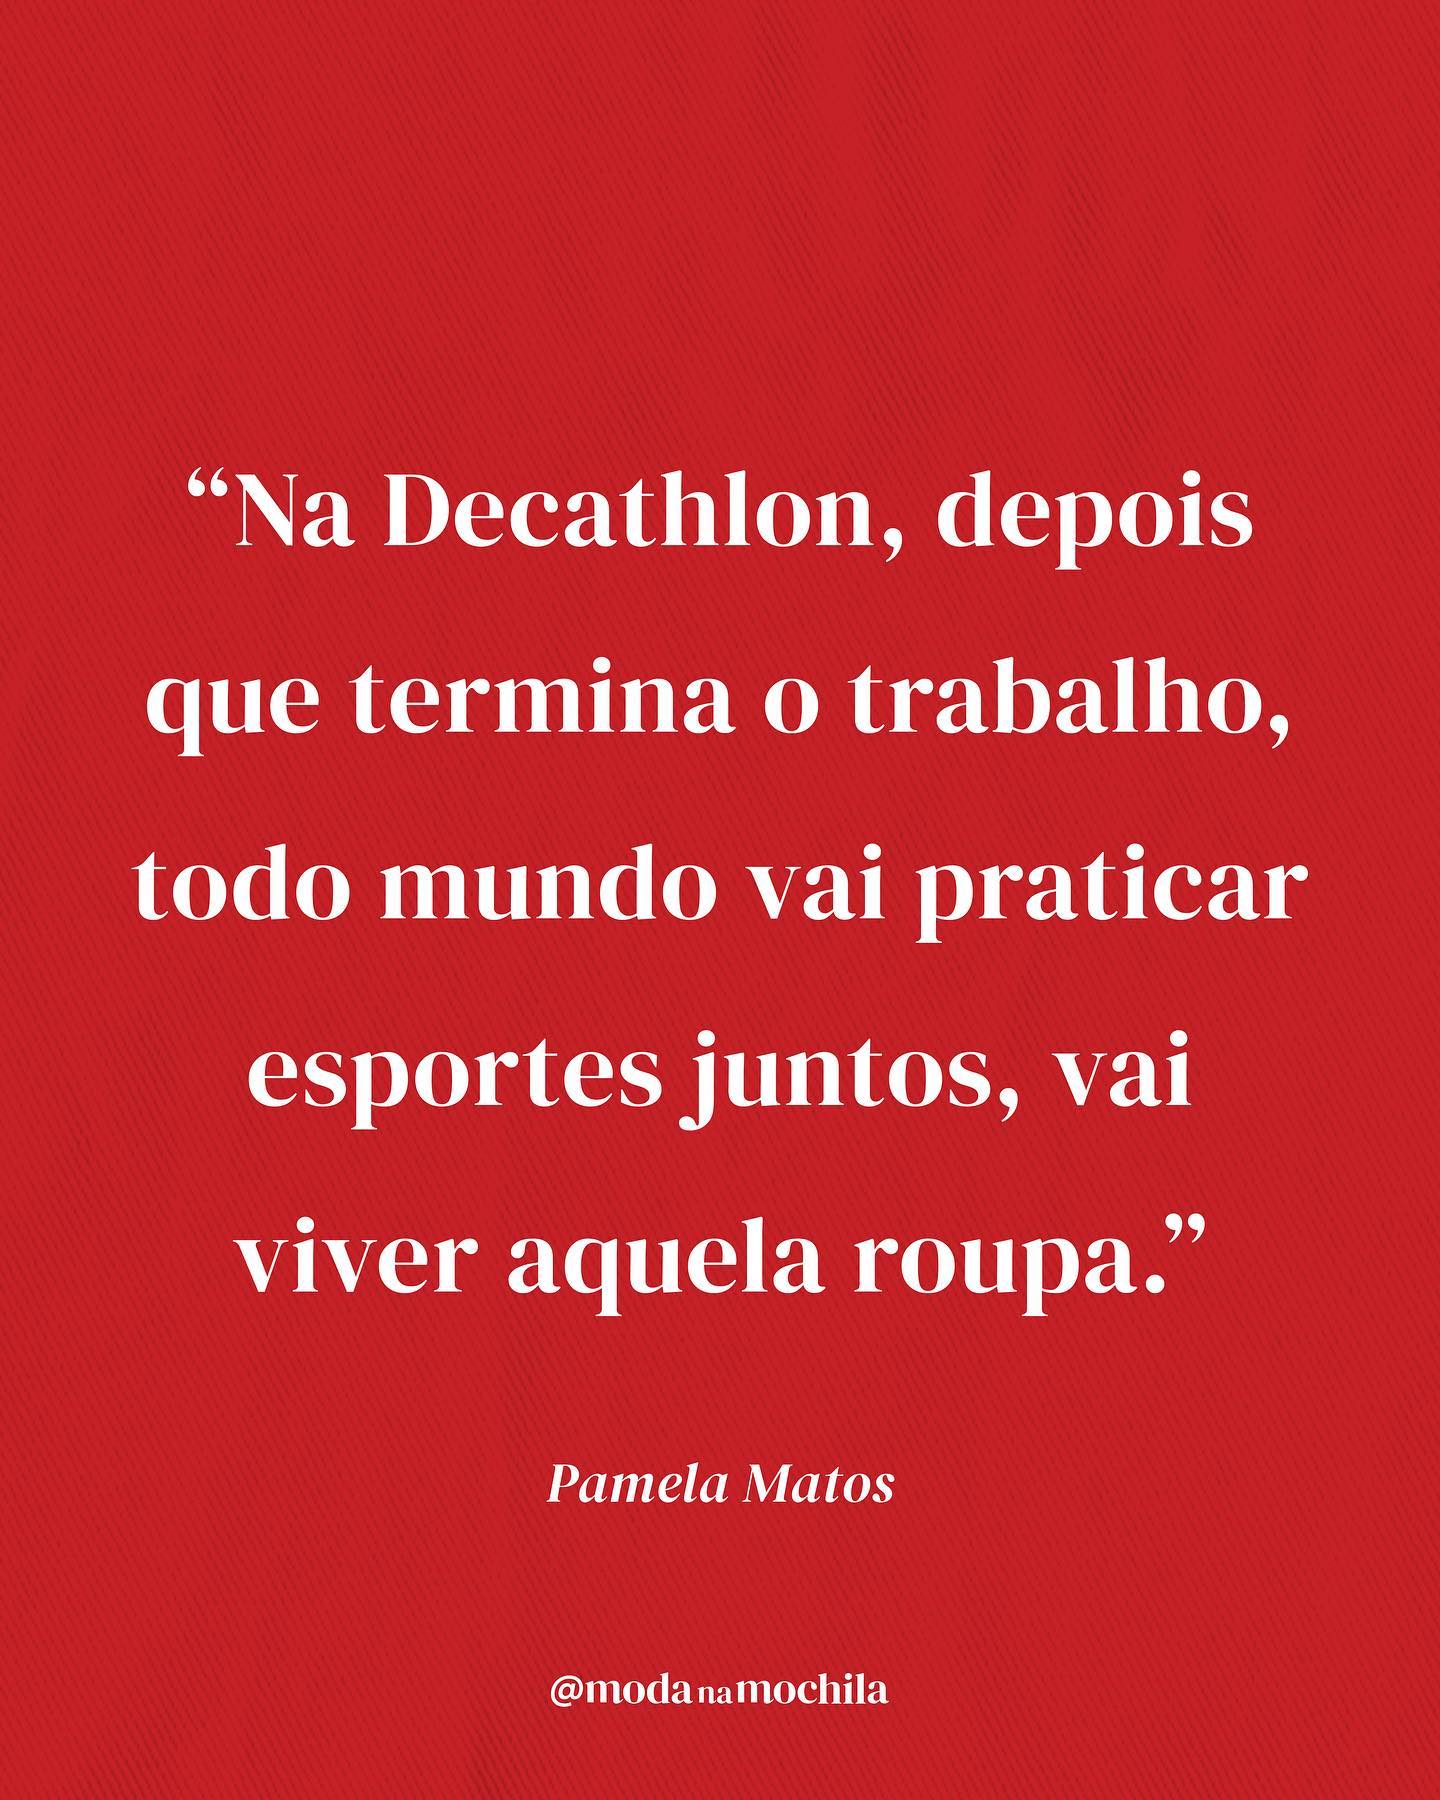 “Na Decathlon, depois
que termina o trabalho,
todo mundo vai praticar
esportes juntos, vai
viver aquela roupa.”
Pamela Matos
@modanamochila